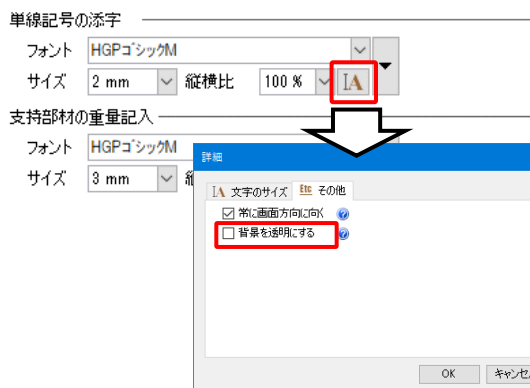 単線記号の添字
フォント HGPｺﾞｼｯｸM
サイズ 2 mm 縦横比 100 % IA
支持部材の重量記入
フォント HGPｺﾞｼｯｸM
サイズ 3 mm
詳細
IA 文字のサイズ Etc その他
常に画面方向に向く
背景を透明にする
OK キャンセ